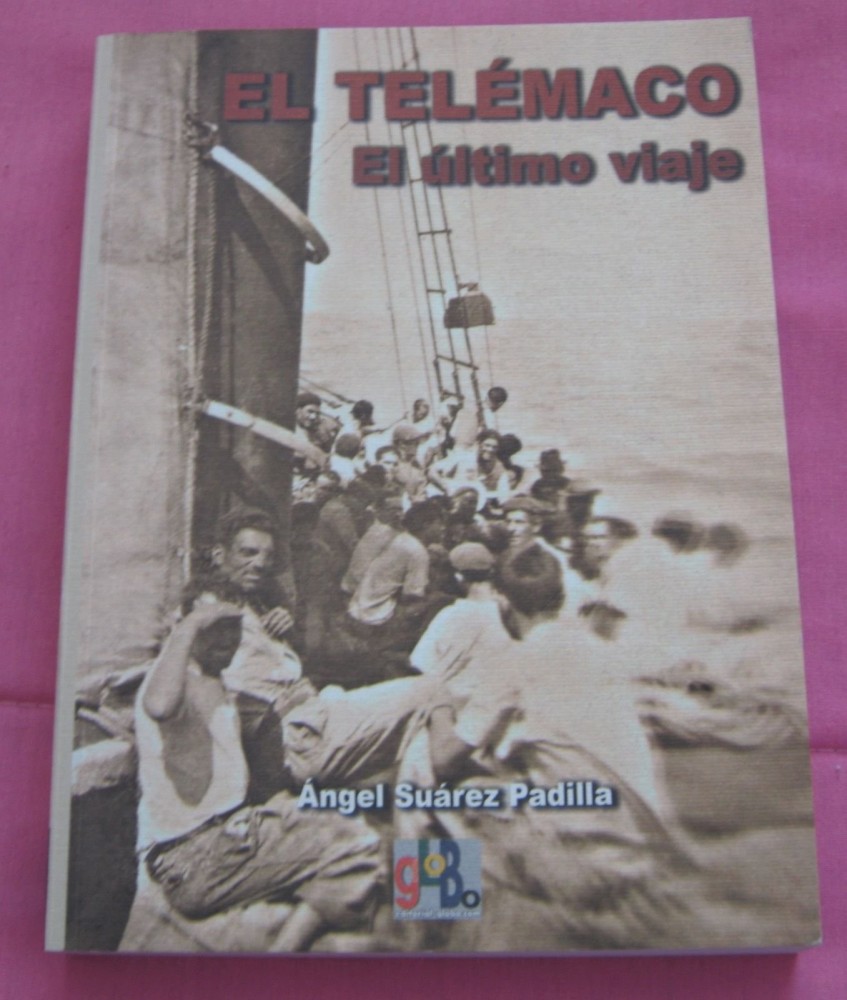 EL TELÉMACO
El último viaje
Ángel Suárez Padilla
gLoBo